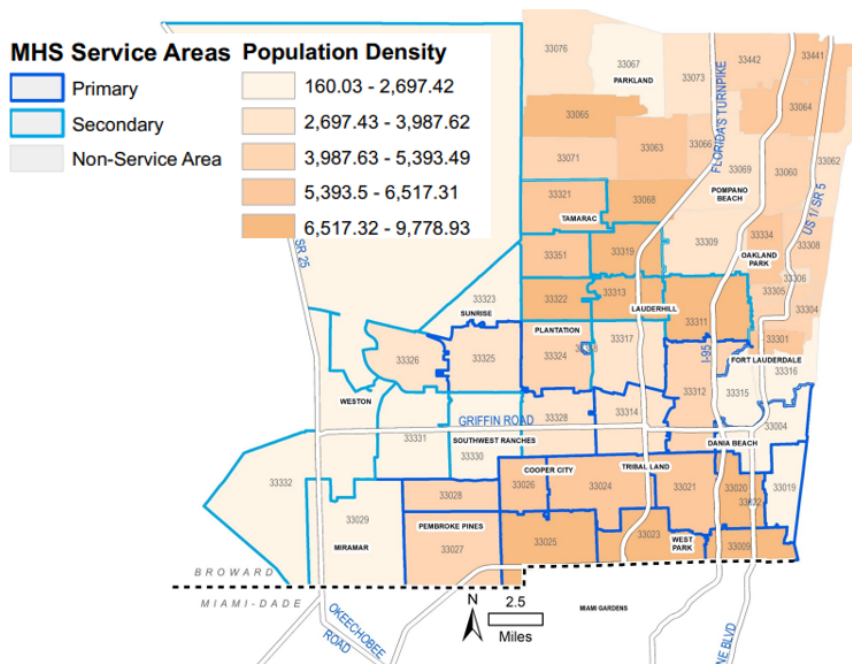 MHS Service Areas
Primary
Secondary
Non-Service Area
Population Density
160.03 - 2,697.42
2,697.43 - 3,987.62
3,987.63 - 5,393.49
5,393.5 - 6,517.31
6,517.32 - 9,778.93
33076
33067
PARKLAND
33073
FLORIDA'S TURNPIKE
33442
33441
33065
33064
33071
33063
33066
33062
33069
33060
POMPANO
BEACH
US 1/ SR 5
33321
TAMARAC
33068
33351
33319
33309
33334
OAKLAND
PARK
33308
33306
33305
33304
SR 25
33323
SUNRISE
33322
33313
LAUDERHILL
33311
33301
PLANTATION
33326
33325
33324
33317
I-95
FORT LAUDERDALE
33316
WESTON
33312
33315
33328
33314
33004
GRIFFIN ROAD
33331
SOUTHWEST RANCHES
DANIA BEACH
33330
33332
COOPER CITY
TRIBAL LAND
33028
33026
33024
33021
33020
33019
33029
PEMBROKE PINES
MIRAMAR
33027
33025
33023
WEST
PARK
33009
BROWARD
MIAMI-DADE
OKEECHOBEE
ROAD
N
2.5
Miles
MIAMI GARDENS
NE BLVD